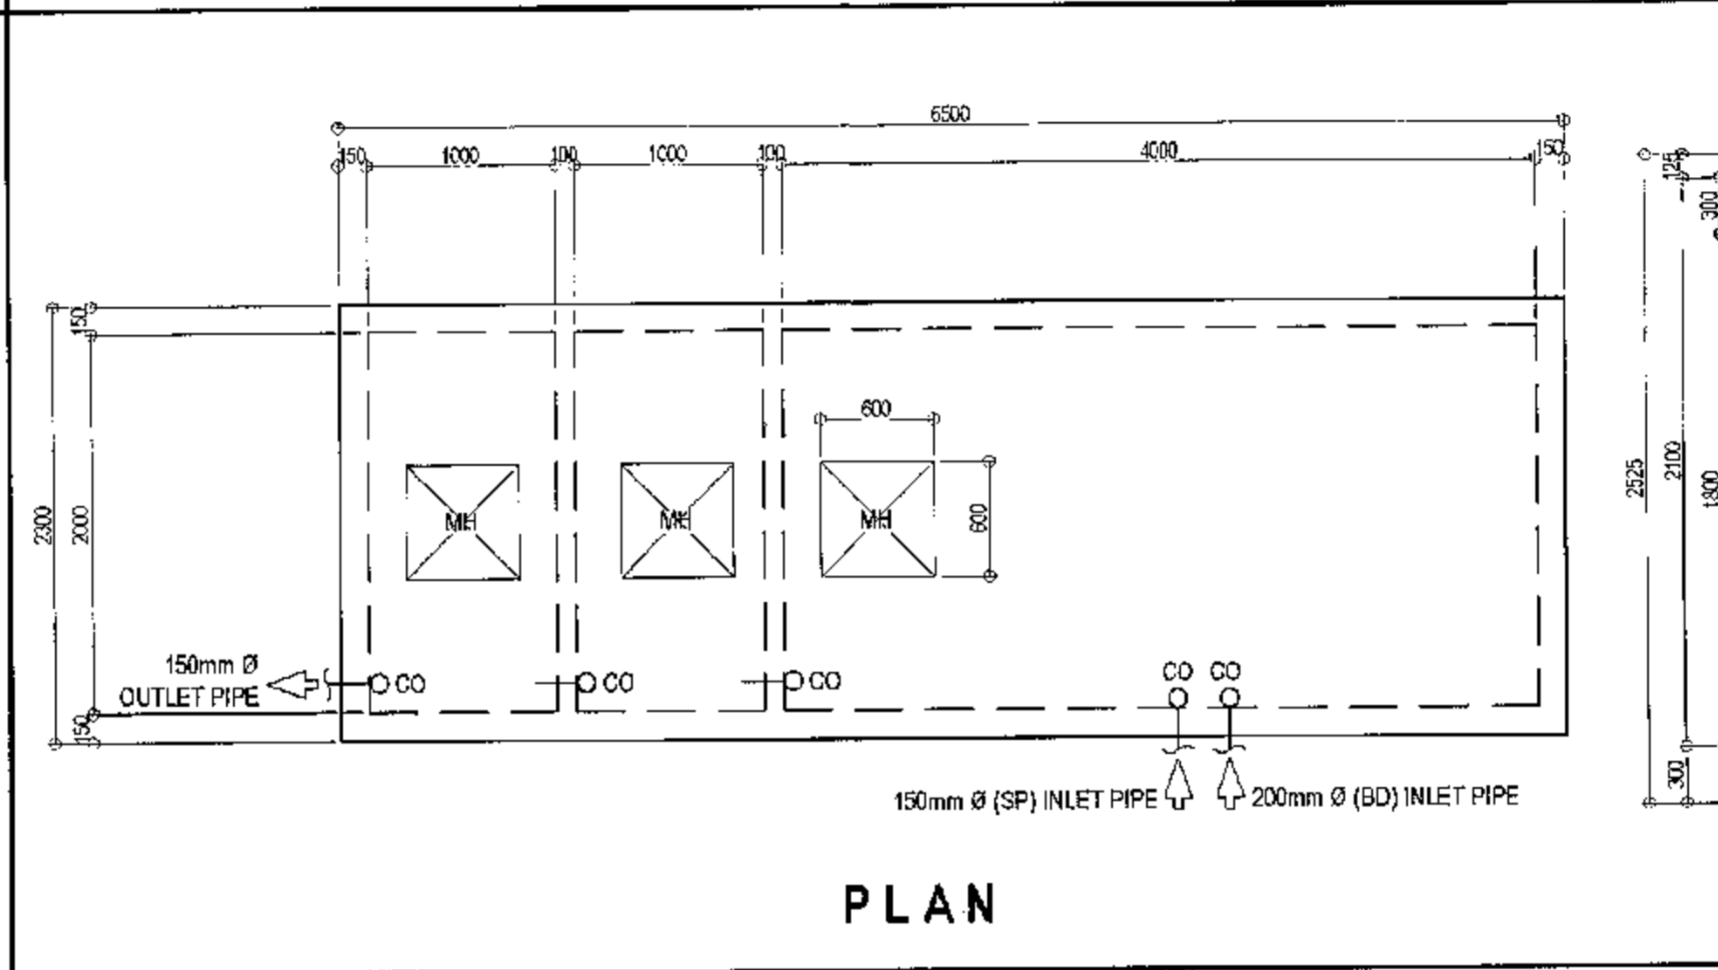 6500
150 1000 100 1000 100 4000 150
125
300
150
600
MH MH MH
2300 2000 600
2525 2100 1800
150mm Ø
OUTLET PIPE
CO CO CO
CO CO
150
150mm Ø (SP) INLET PIPE
200mm Ø (BD) INLET PIPE
300
PLAN